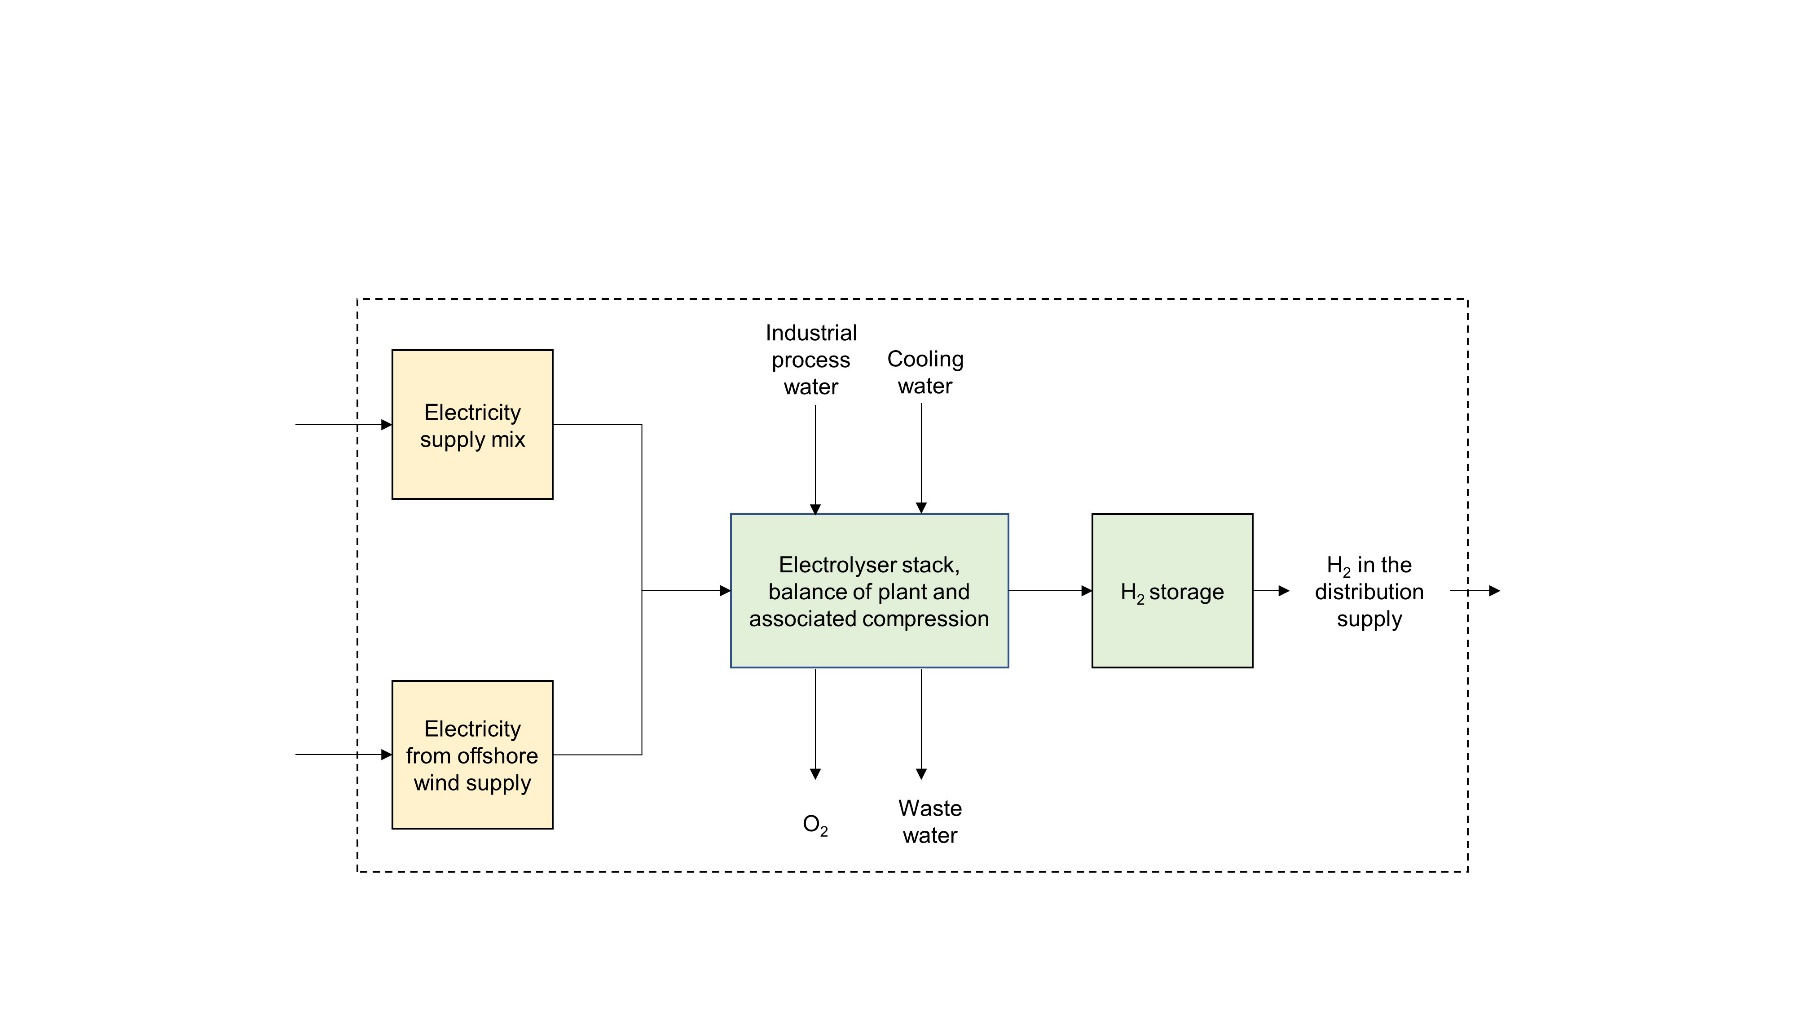 Industrial
process
water
Cooling
water
Electricity
supply mix
Electrolyser stack,
balance of plant and
associated compression
H₂ storage
H₂ in the
distribution
supply
Electricity
from offshore
wind supply
O₂
Waste
water